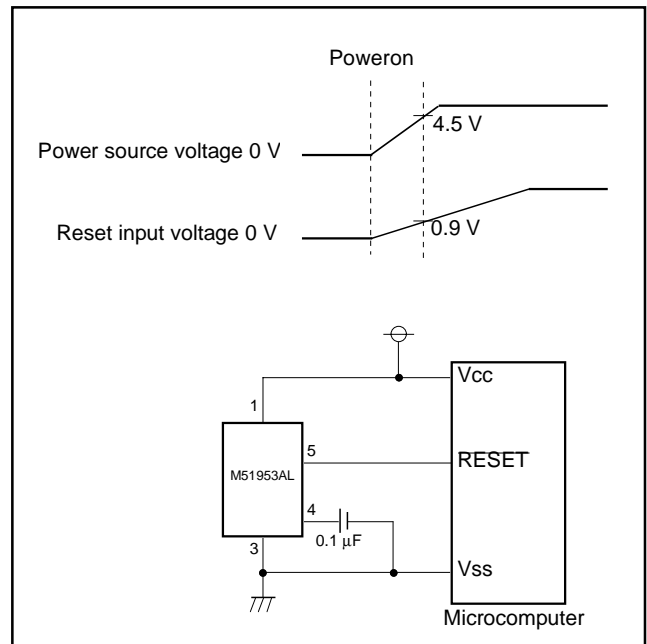 Poweron
4.5 V
Power source voltage 0 V
Reset input voltage 0 V
0.9 V
Vcc
1
5
RESET
M51953AL
4
0.1 µF
3
Vss
Microcomputer